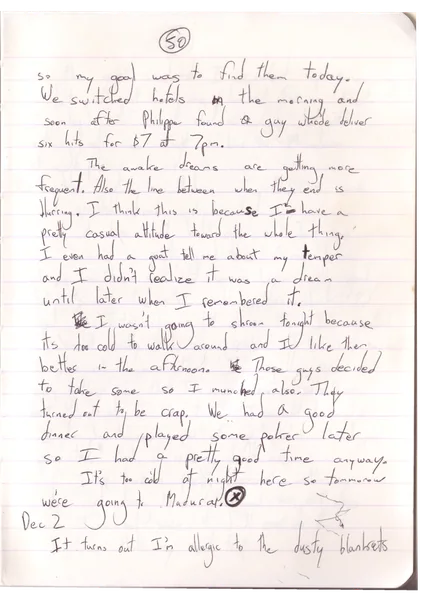 50
so my goal was to find them today.
We switched hotels in the morning and
soon after Philippe found a guy whode deliver
six hits for $7 at 7pm.
The awake dreams are getting more
frequent. Also the line between when they end is
blurring. I think this is because I have a
pretty casual attitude toward the whole thing.
I even had a goat tell me about my temper
and I didn't realize it was a dream
until later when I remembered it.
I wasn't going to shroom tonight because
its too cold to walk around and I like them
better in the afthornoon. Those guys decided
to take some so I munched also. They
turned out to be crap. We had a good
dinner and played some poker later
so I had a pretty good time anyway.
It's too cold at night here so tommorow
we're going to Madurai.
Dec 2
It turns out I'm allergic to the dusty blankets